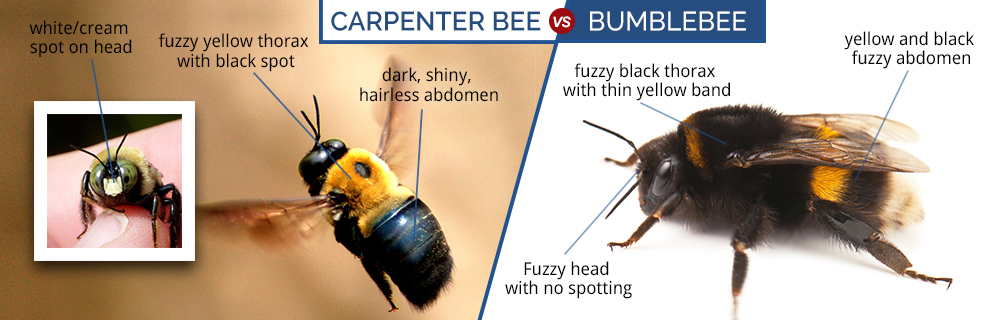 CARPENTER BEE VS BUMBLEBEE
white/cream
spot on head
fuzzy yellow thorax
with black spot
dark, shiny,
hairless abdomen
fuzzy black thorax
with thin yellow band
yellow and black
fuzzy abdomen
Fuzzy head
with no spotting